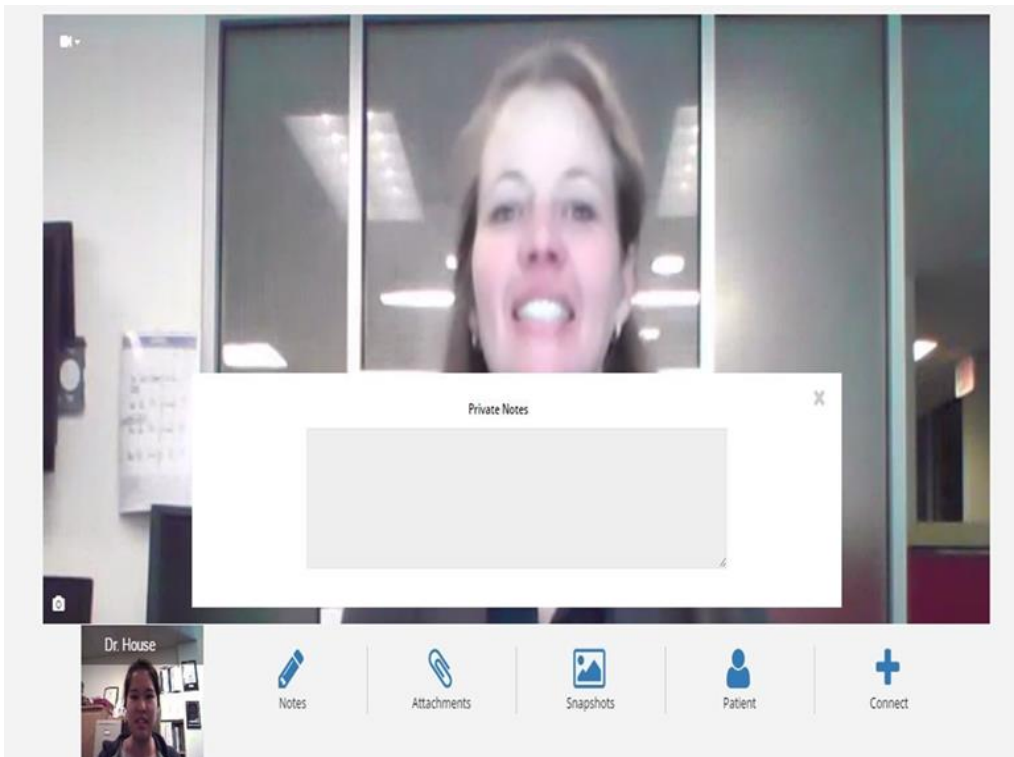 Private Notes
x
Dr. House
Notes
Attachments
Snapshots
Patient
Connect